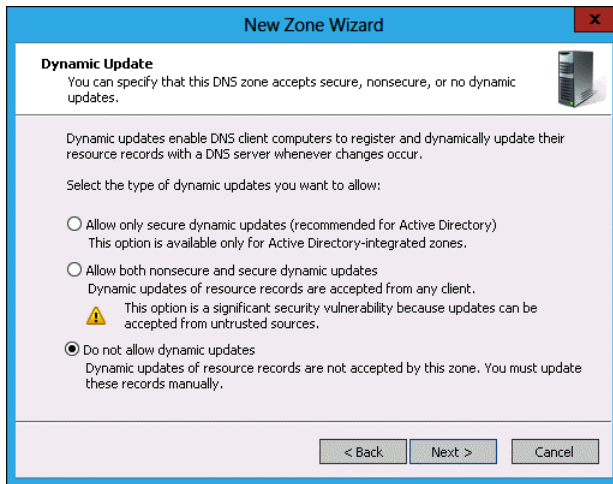 New Zone Wizard
x
Dynamic Update
You can specify that this DNS zone accepts secure, nonsecure, or no dynamic
updates.
Dynamic updates enable DNS client computers to register and dynamically update their
resource records with a DNS server whenever changes occur.
Select the type of dynamic updates you want to allow:
Allow only secure dynamic updates (recommended for Active Directory)
This option is available only for Active Directory-integrated zones.
Allow both nonsecure and secure dynamic updates
Dynamic updates of resource records are accepted from any client.
This option is a significant security vulnerability because updates can be
accepted from untrusted sources.
Do not allow dynamic updates
Dynamic updates of resource records are not accepted by this zone. You must update
these records manually.
< Back Next > Cancel